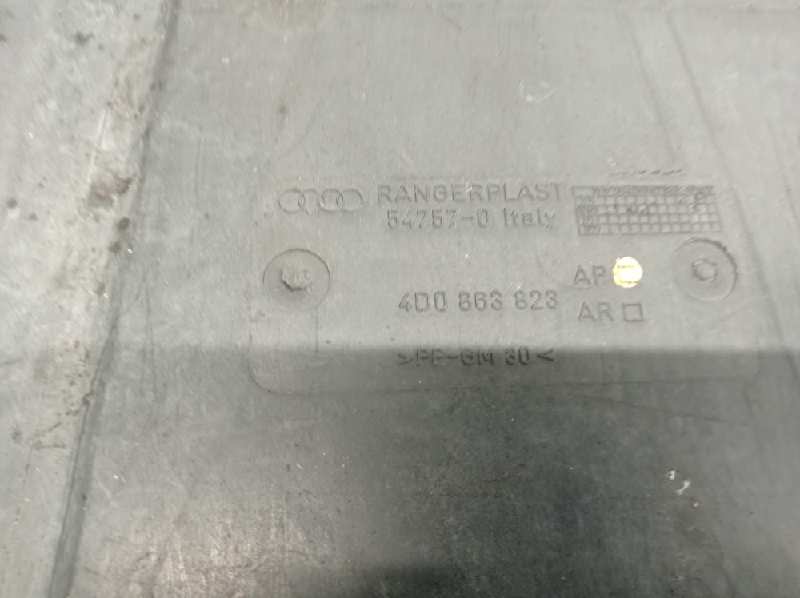 RANGERPLAST
54757-0 Italy
4D0 863 823
AP
AR
>PP-GM 30<